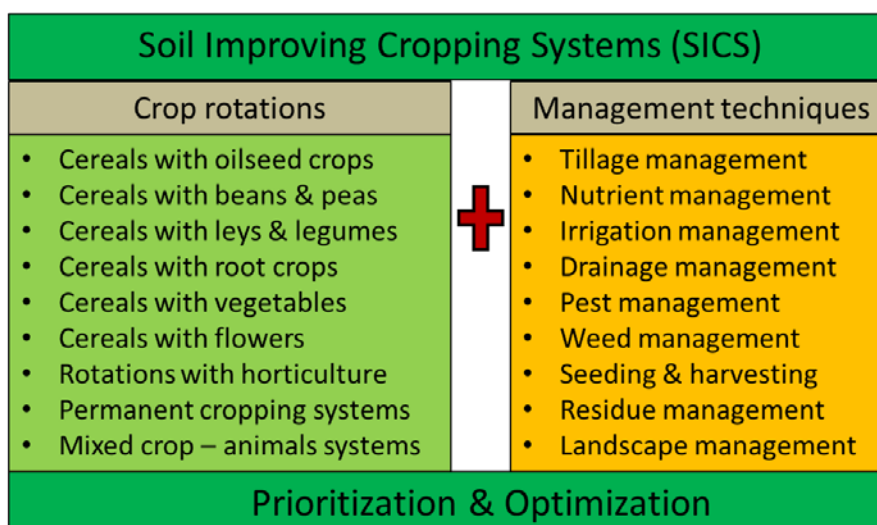 Soil Improving Cropping Systems (SICS)
Crop rotations
• Cereals with oilseed crops
• Cereals with beans & peas
• Cereals with leys & legumes
• Cereals with root crops
• Cereals with vegetables
• Cereals with flowers
• Rotations with horticulture
• Permanent cropping systems
• Mixed crop – animals systems
Management techniques
• Tillage management
• Nutrient management
• Irrigation management
• Drainage management
• Pest management
• Weed management
• Seeding & harvesting
• Residue management
• Landscape management
Prioritization & Optimization